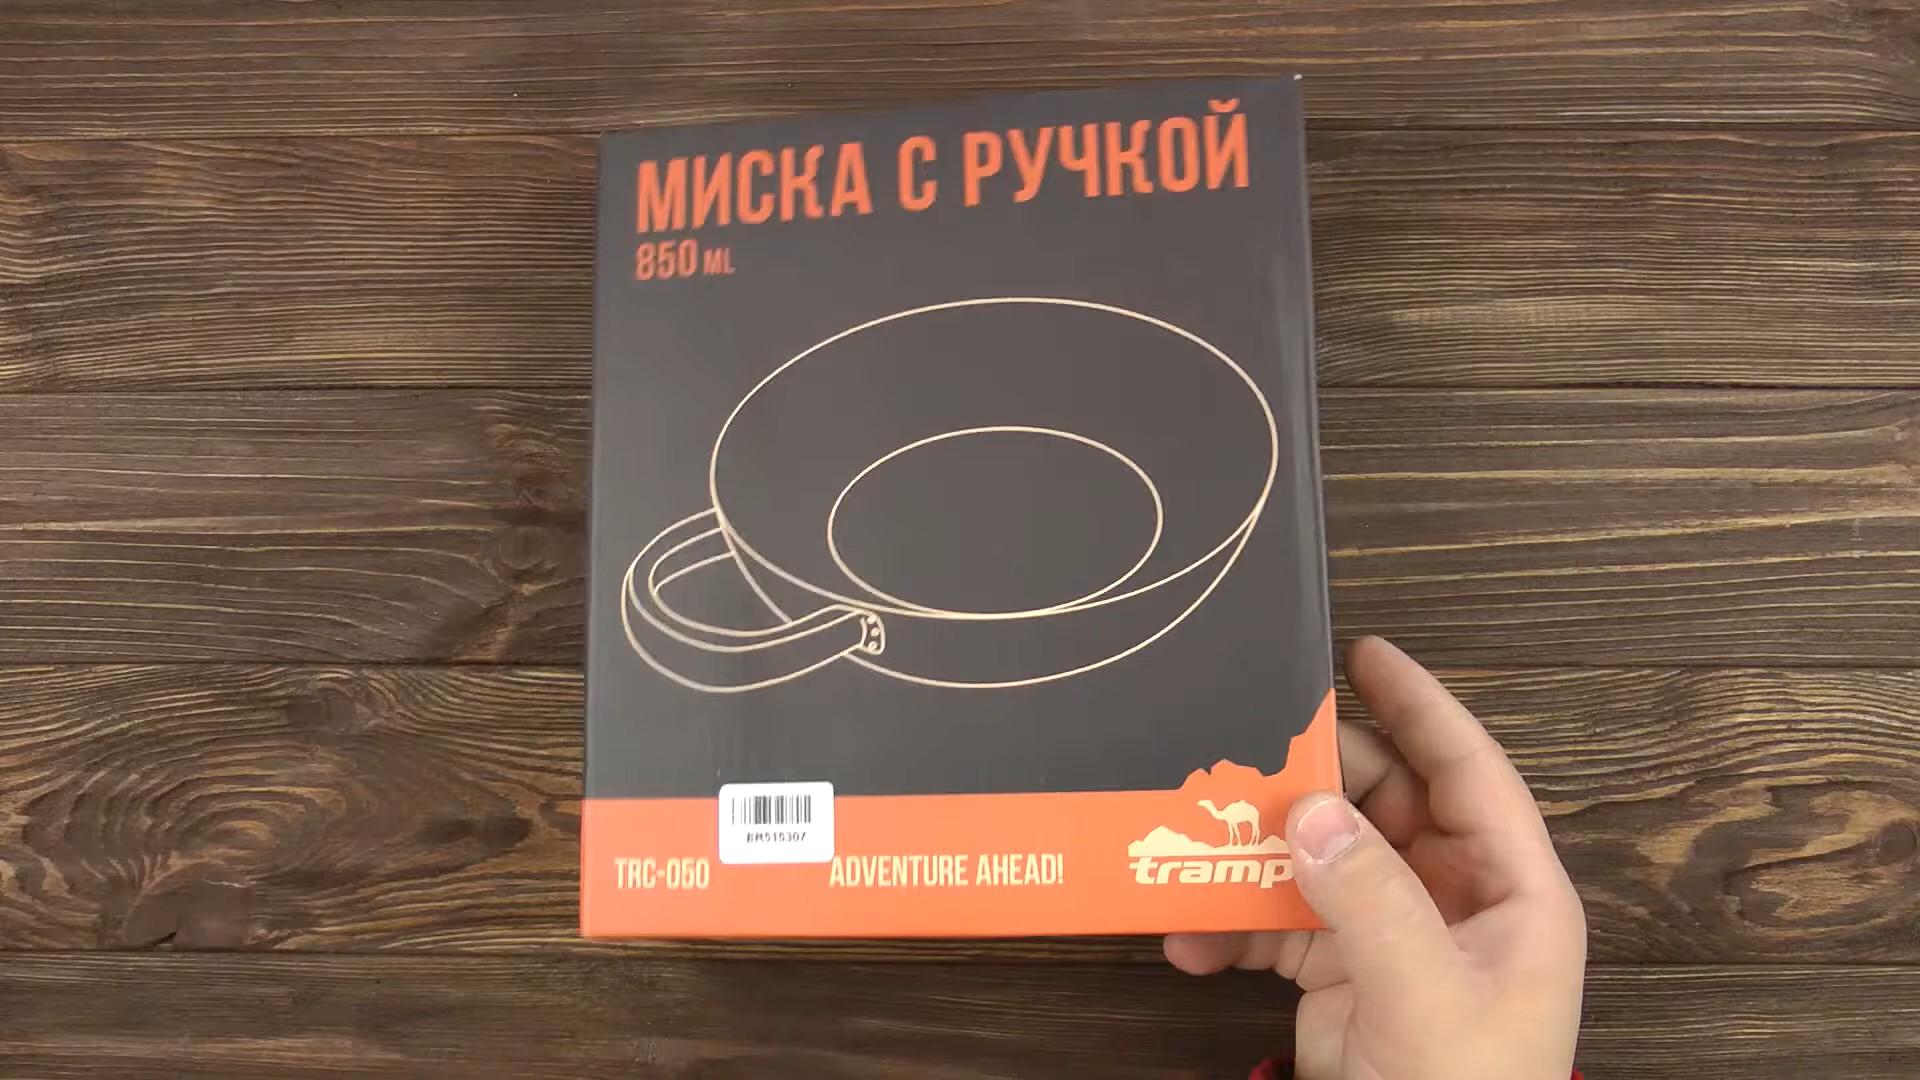 МИСКА С РУЧКОЙ
850 ML
BR515307
TRC-050
ADVENTURE AHEAD!
tramp